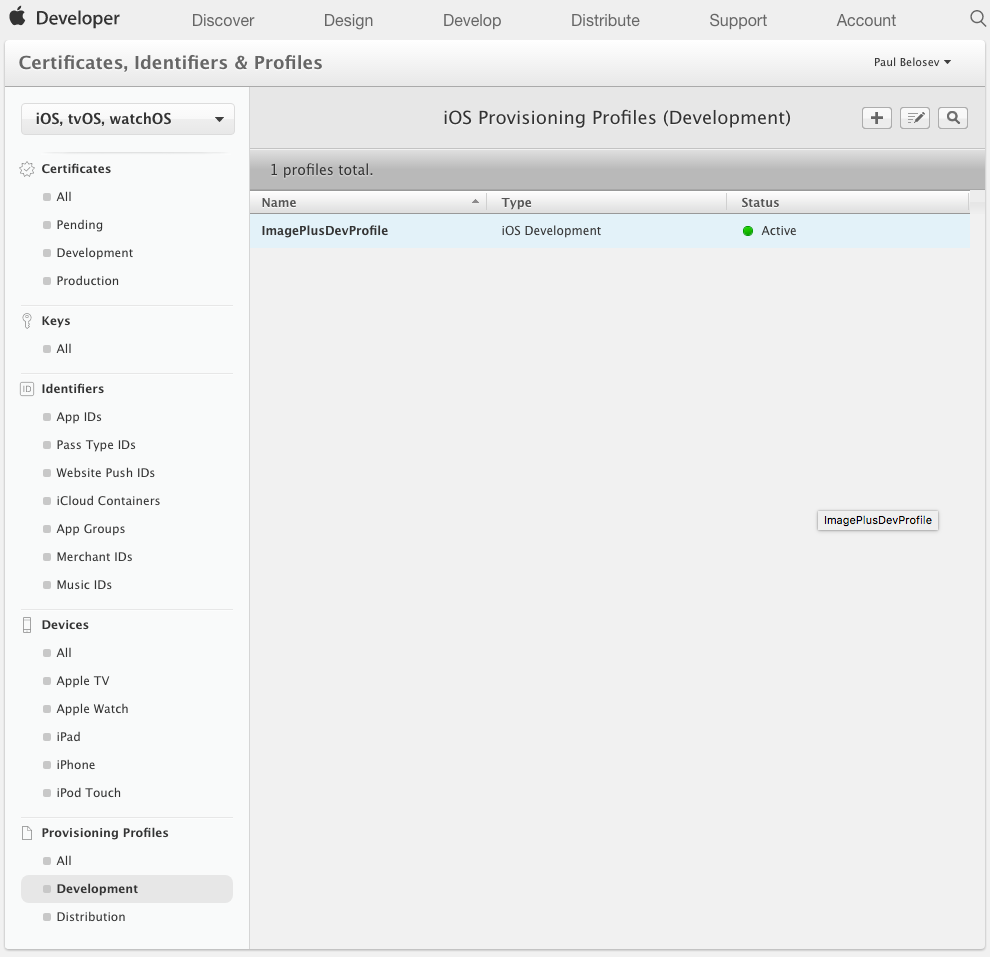 Developer Discover Design Develop Distribute Support Account
Certificates, Identifiers & Profiles
Paul Belosev
iOS, tvOS, watchOS
iOS Provisioning Profiles (Development)
1 profiles total.
Name Type Status
ImagePlusDevProfile iOS Development Active
ImagePlusDevProfile
Certificates
All
Pending
Development
Production
Keys
All
ID Identifiers
App IDs
Pass Type IDs
Website Push IDs
iCloud Containers
App Groups
Merchant IDs
Music IDs
Devices
All
Apple TV
Apple Watch
iPad
iPhone
iPod Touch
Provisioning Profiles
All
Development
Distribution